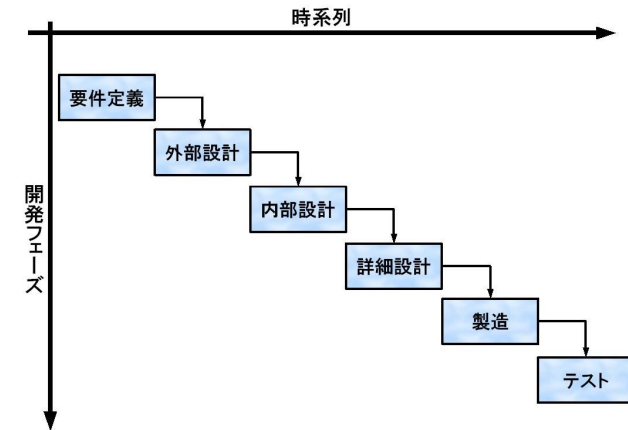 時系列
開発フェーズ
要件定義
外部設計
内部設計
詳細設計
製造
テスト